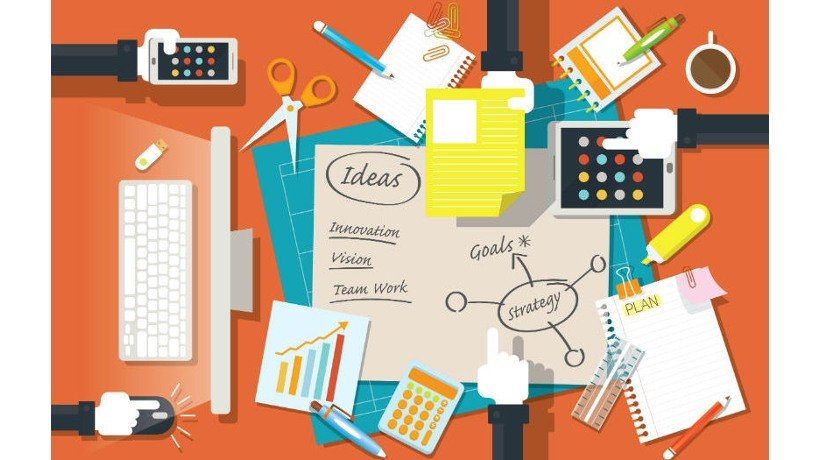 Ideas
Innovation
Vision
Team Work
Goals*
Strategy
PLAN